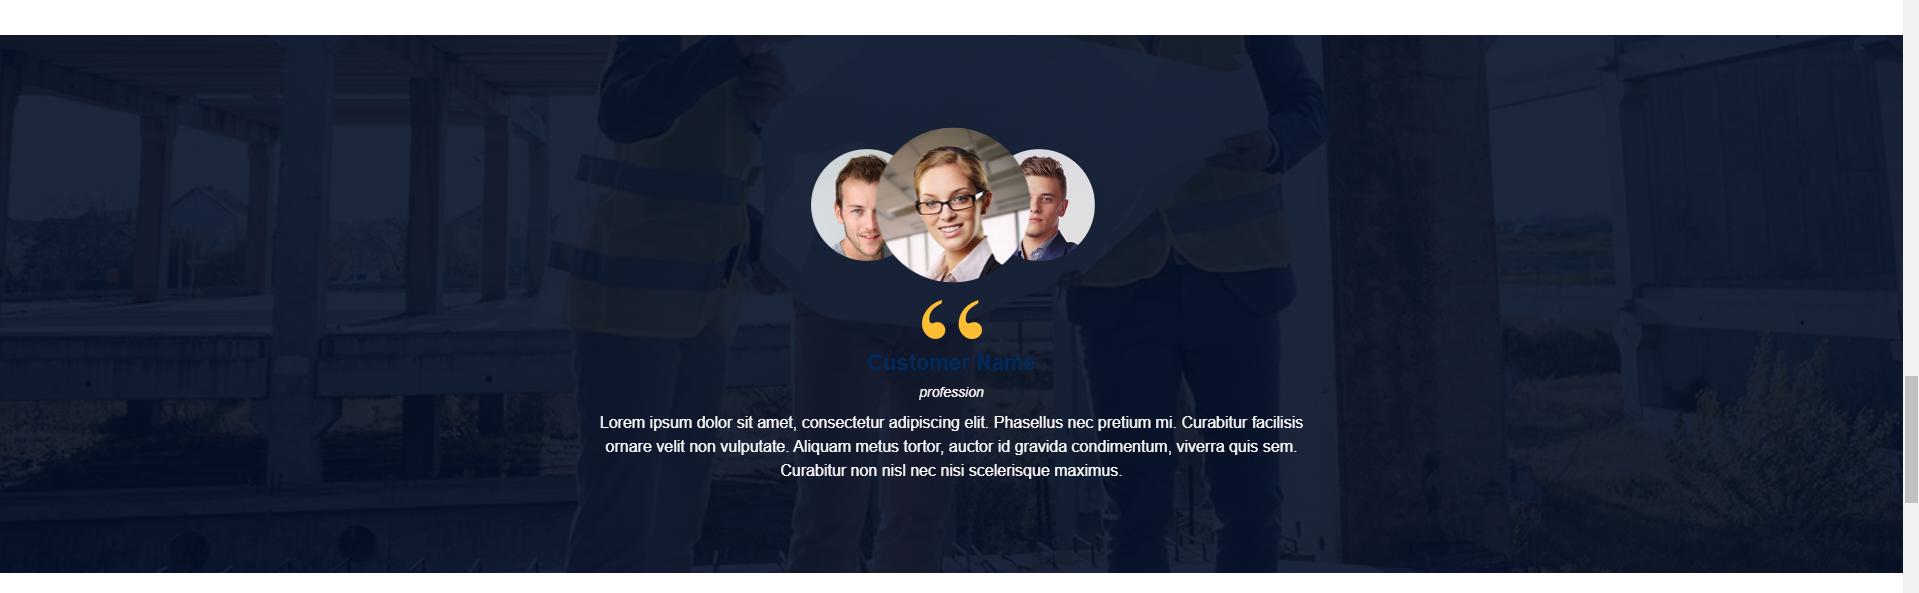 “
Customer Name
profession
Lorem ipsum dolor sit amet, consectetur adipiscing elit. Phasellus nec pretium mi. Curabitur facilisis
ornare velit non vulputate. Aliquam metus tortor, auctor id gravida condimentum, viverra quis sem.
Curabitur non nisl nec nisi scelerisque maximus.